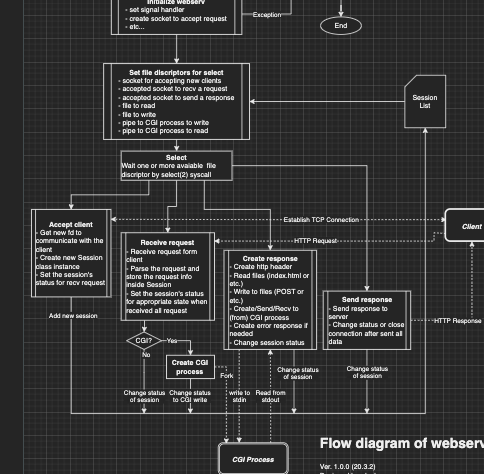 Initialize webserv
- set signal handler
- create socket to accept request
- etc...
Exception
End
Set file discriptors for select
- socket for accepting new clients
- accepted socket to recv a request
- accepted socket to send a response
- file to read
- file to write
- pipe to CGI process to write
- pipe to CGI process to read
Session
List
Select
Wait one or more avaiable file
discriptor by select(2) syscall
Establish TCP Connection
Client
HTTP Request
Accept client
- Get new fd to
communicate with the
client
- Create new Session
class instance
- Set the session's
status for recv request
Receive request
- Receive request form
client
- Parse the request and
store the request info
inside Session
- Set the session's status
for appropriate state when
received all request
Create response
- Create http header
- Read files (index.html or
etc.)
- Write to files (POST or
etc.)
- Create/Send/Recv to
(from) CGI process
- Create error response if
needed
- Change session status
Send response
- Send response to
server
- Change status or close
connection after sent all
data
HTTP Response
Add new session
CGI?
Yes
No
Create CGI
process
Fork
Change status
of session
Change status
to CGI write
write to
stdin
Read from
stdout
Change status
of session
Change status
of session
CGI Process
Flow diagram of webserv
Ver. 1.0.0 (20.3.2)